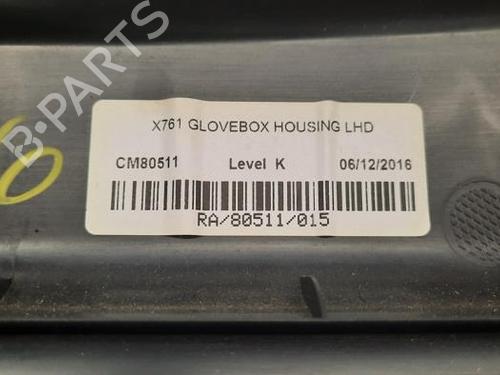 X761 GLOVEBOX HOUSING LHD
CM80511 Level K 06/12/2016
RA/80511/015
B-PARTS